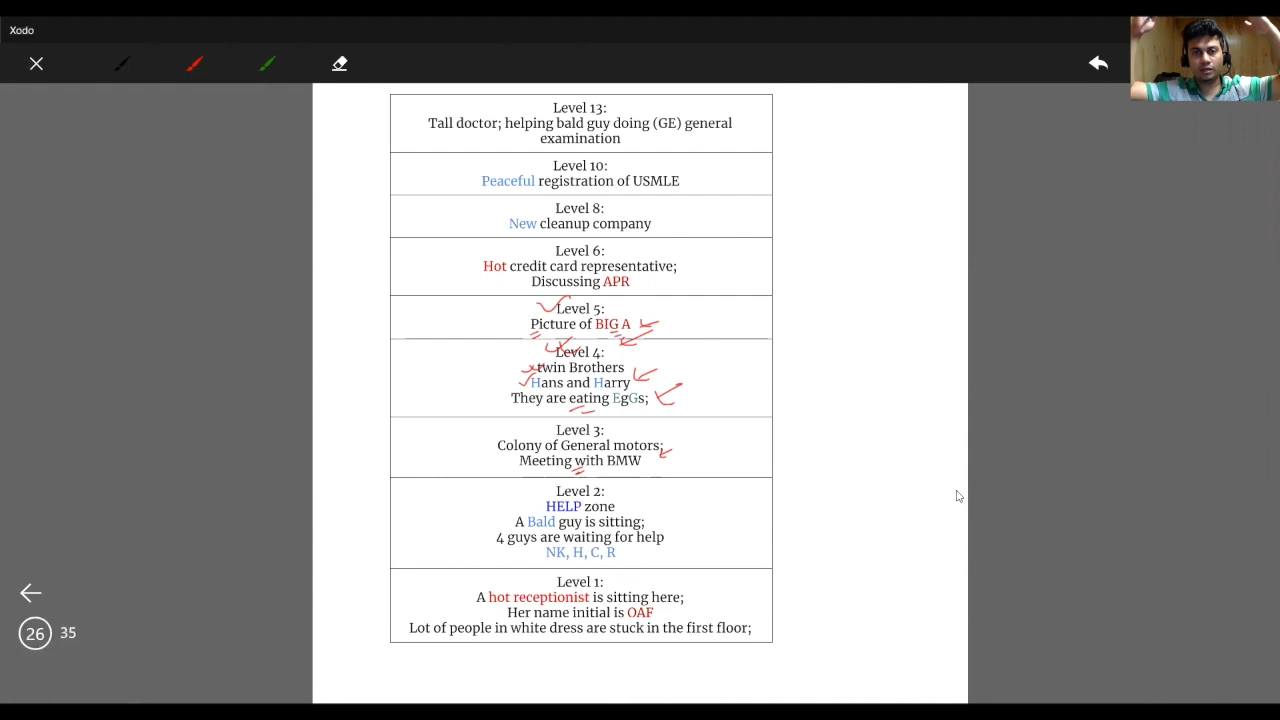 Xodo
Level 13:
Tall doctor; helping bald guy doing (GE) general
examination
Level 10:
Peaceful registration of USMLE
Level 8:
New cleanup company
Level 6:
Hot credit card representative;
Discussing APR
Level 5:
Picture of BIG A
Level 4:
twin Brothers
Hans and Harry
They are eating EgGs;
Level 3:
Colony of General motors;
Meeting with BMW
Level 2:
HELP zone
A Bald guy is sitting;
4 guys are waiting for help
NK, H, C, R
Level 1:
A hot receptionist is sitting here;
Her name initial is OAF
Lot of people in white dress are stuck in the first floor;
26 35